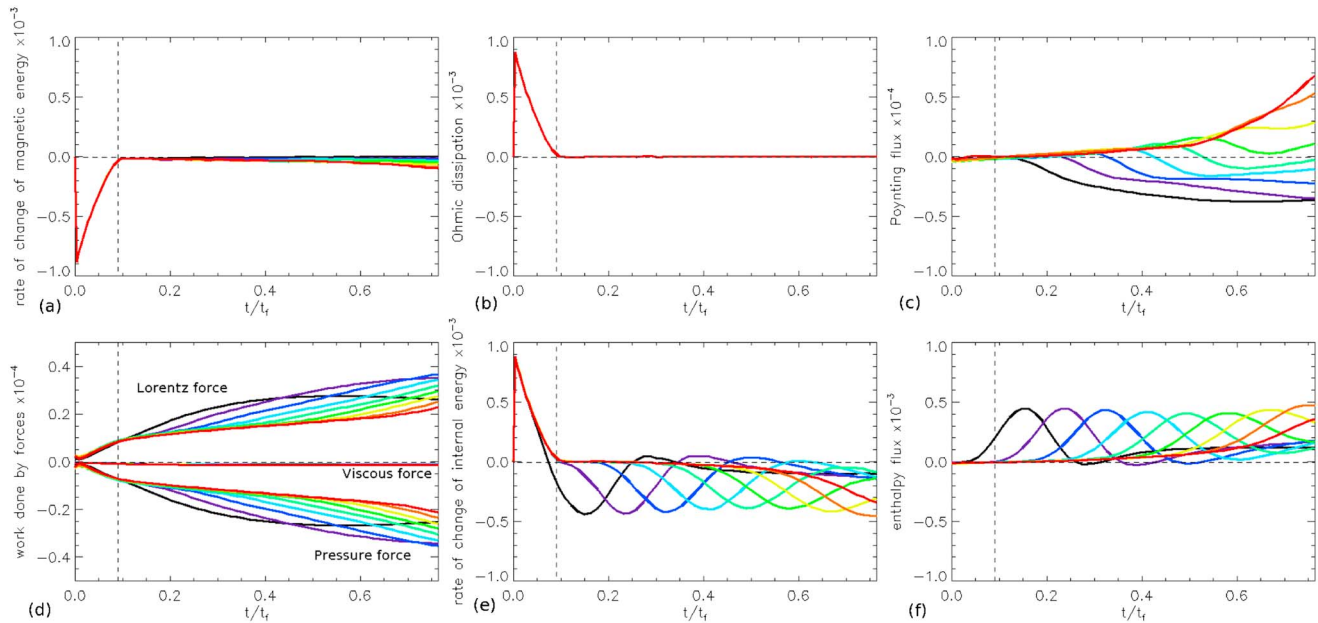 rate of change of magnetic energy ×10⁻³
1.0
0.5
0.0
−0.5
−1.0
0.0 0.2 0.4 0.6
(a) t/t_f
Ohmic dissipation ×10⁻³
1.0
0.5
0.0
−0.5
−1.0
0.0 0.2 0.4 0.6
(b) t/t_f
Poynting flux ×10⁻⁴
1.0
0.5
0.0
−0.5
−1.0
0.0 0.2 0.4 0.6
(c) t/t_f
work done by forces ×10⁻⁴
0.4
0.2
0.0
−0.2
−0.4
Lorentz force
Viscous force
Pressure force
0.0 0.2 0.4 0.6
(d) t/t_f
rate of change of internal energy ×10⁻³
1.0
0.5
0.0
−0.5
−1.0
0.0 0.2 0.4 0.6
(e) t/t_f
enthalpy flux ×10⁻³
1.0
0.5
0.0
−0.5
−1.0
0.0 0.2 0.4 0.6
(f) t/t_f